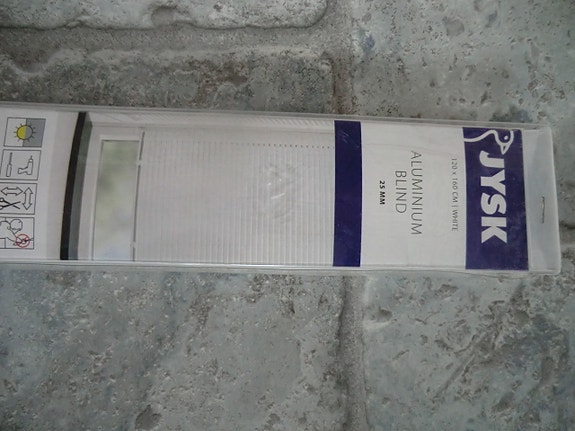 JYSK
120 x 160 CM | WHITE
ALUMINIUM
BLIND
25 MM